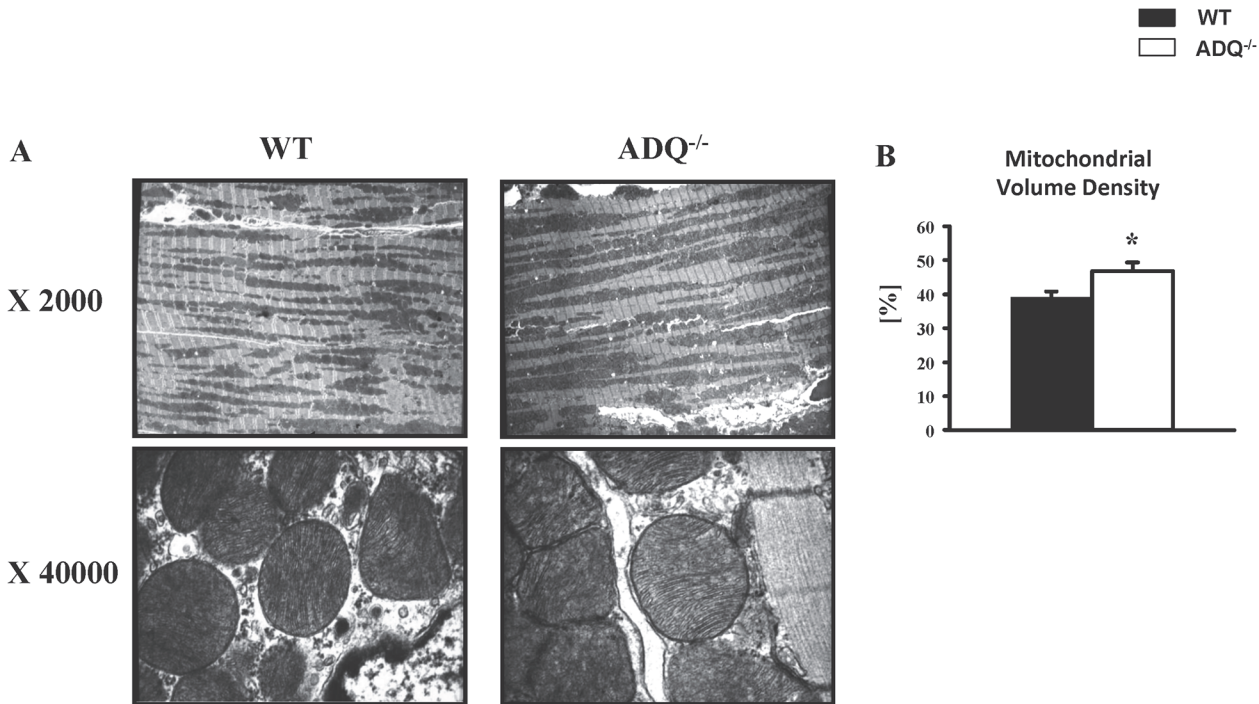 WT
ADQ-/-
A
WT
ADQ-/-
B
Mitochondrial
Volume Density
X 2000
X 40000
[%]
60
50
40
30
20
10
0
*